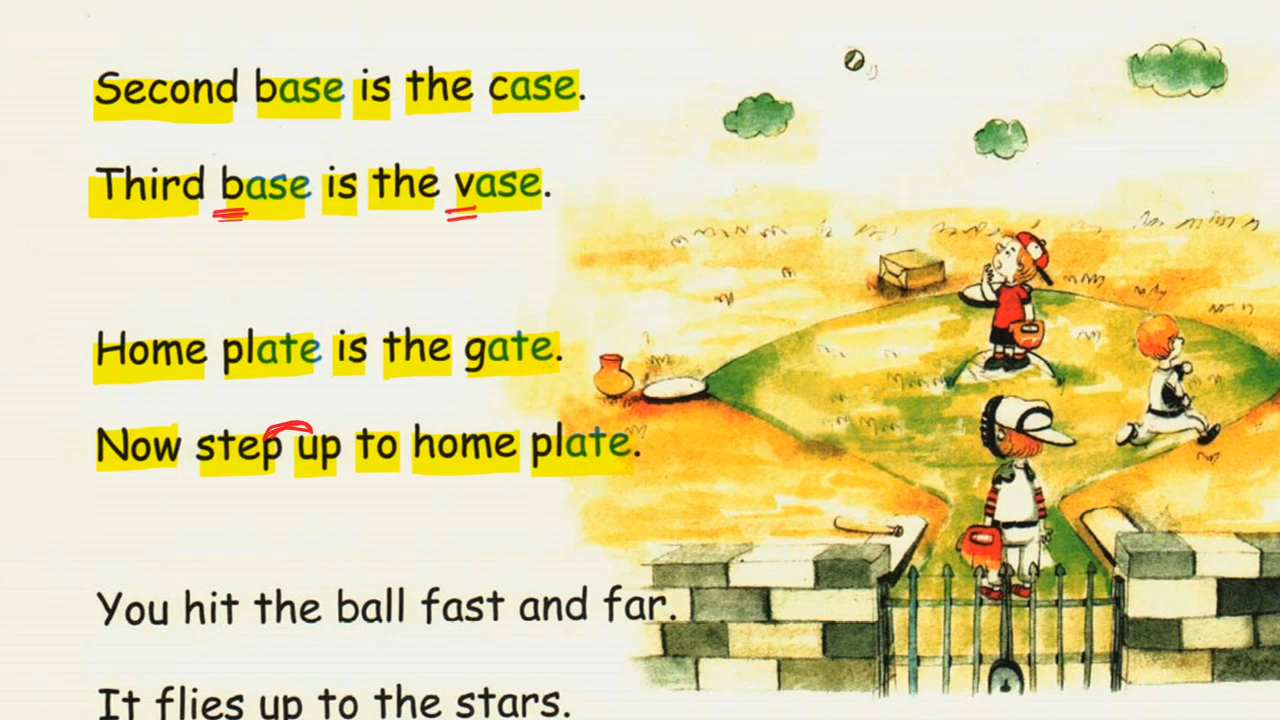 Second base is the case.
Third base is the vase.
Home plate is the gate.
Now step up to home plate.
You hit the ball fast and far.
It flies up to the stars.